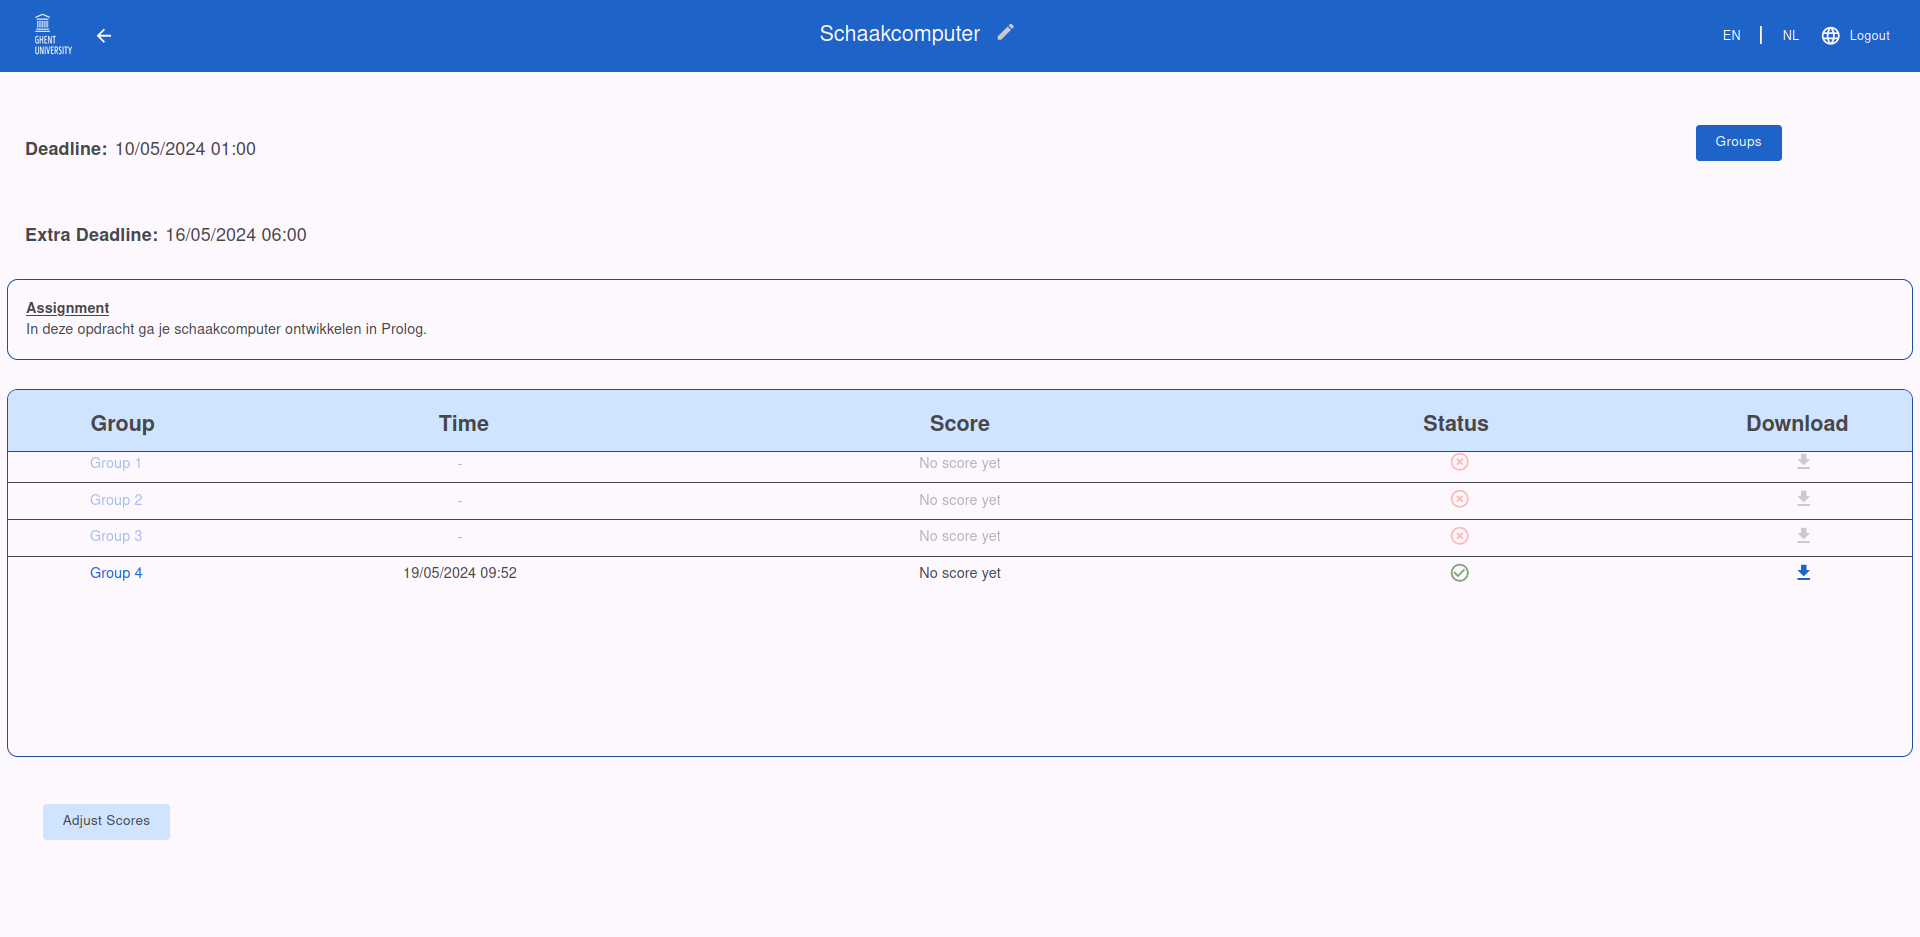 GHENT
UNIVERSITY
Schaakcomputer
EN | NL Logout
Deadline: 10/05/2024 01:00
Groups
Extra Deadline: 16/05/2024 06:00
Assignment
In deze opdracht ga je schaakcomputer ontwikkelen in Prolog.
Group Time Score Status Download
Group 1 - No score yet
Group 2 - No score yet
Group 3 - No score yet
Group 4 19/05/2024 09:52 No score yet
Adjust Scores